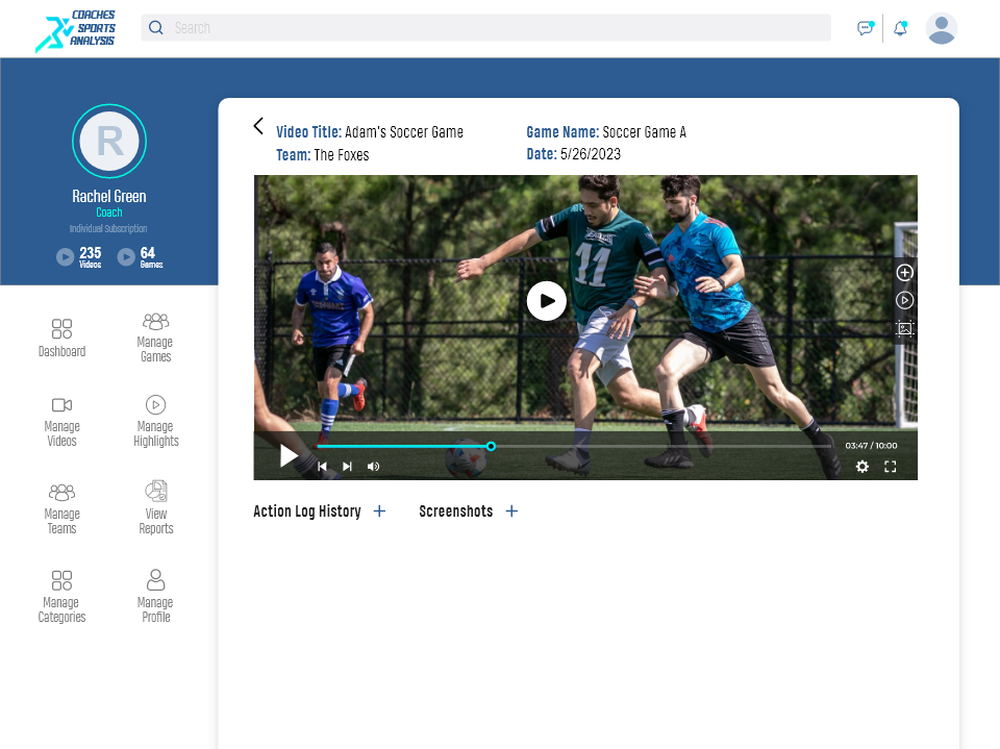 COACHES
SPORTS
ANALYSIS
Search
R
Rachel Green
Coach
Individual Subscription
235
Videos
64
Games
Dashboard
Manage
Games
Manage
Videos
Manage
Highlights
Manage
Teams
View
Reports
Manage
Categories
Manage
Profile
Video Title: Adam's Soccer Game
Game Name: Soccer Game A
Team: The Foxes
Date: 5/26/2023
11
03:47 / 10:00
Action Log History +
Screenshots +